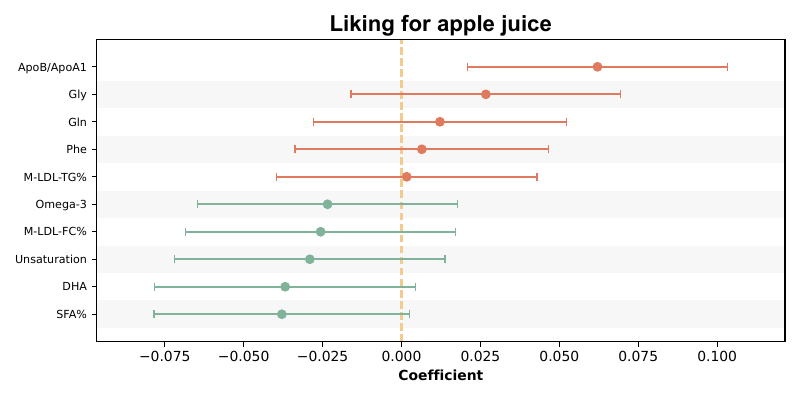 Liking for apple juice
ApoB/ApoA1
Gly
Gln
Phe
M-LDL-TG%
Omega-3
M-LDL-FC%
Unsaturation
DHA
SFA%
−0.075 −0.050 −0.025 0.000 0.025 0.050 0.075 0.100
Coefficient